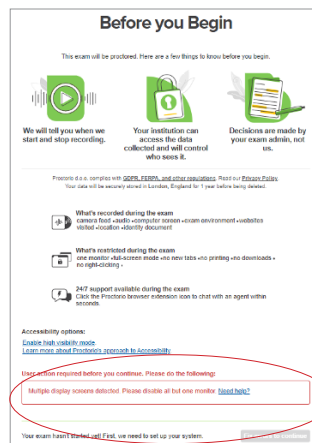 Before you Begin
This exam will be proctored. Here are a few things to know before you begin.
We will tell you when we
start and stop recording.
Your institution can
access the data
collected and will control
who sees it.
Decisions are made by
your exam admin, not
us.
Proctorio d.o.o. complies with GDPR, FERPA, and other regulations. Read our Privacy Policy
Your data will be securely stored in London, England for 1 year before being deleted.
What's recorded during the exam
camera feed •audio •computer screen •exam environment •websites
visited •location •identity document
What's restricted during the exam
one monitor •full-screen mode •no new tabs •no printing •no downloads •
no right-clicking •
24/7 support available during the exam
Click the Proctorio browser extension icon to chat with an agent within
seconds.
Accessibility options:
Enable high visibility mode
Learn more about Proctorio's approach to Accessibility
User action required before you continue. Please do the following:
Multiple display screens detected. Please disable all but one monitor. Need help?
Your exam hasn't started yet! First, we need to set up your system.